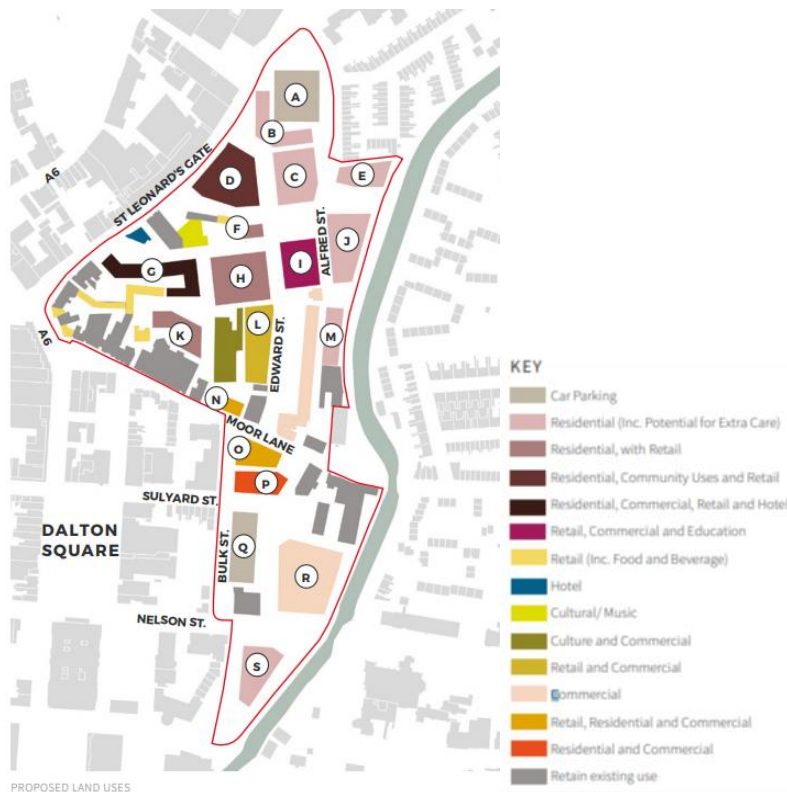 A
B
ST LEONARD'S GATE
A6
C
E
D
F
ALFRED ST.
J
I
G
H
A6
L
K
M
EDWARD ST.
N
MOOR LANE
O
P
SULYARD ST.
DALTON
SQUARE
BULK ST.
Q
R
NELSON ST.
S
PROPOSED LAND USES
KEY
Car Parking
Residential (Inc. Potential for Extra Care)
Residential, with Retail
Residential, Community Uses and Retail
Residential, Commercial, Retail and Hotel
Retail, Commercial and Education
Retail (Inc. Food and Beverage)
Hotel
Cultural/ Music
Culture and Commercial
Retail and Commercial
Commercial
Retail, Residential and Commercial
Residential and Commercial
Retain existing use